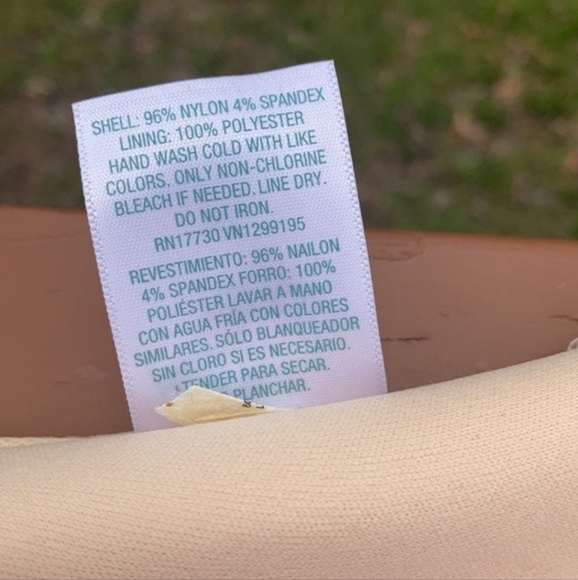 SHELL: 96% NYLON 4% SPANDEX
LINING: 100% POLYESTER
HAND WASH COLD WITH LIKE
COLORS. ONLY NON-CHLORINE
BLEACH IF NEEDED. LINE DRY.
DO NOT IRON.
RN17730 VN1299195
REVESTIMIENTO: 96% NAILON
4% SPANDEX FORRO: 100%
POLIÉSTER LAVAR A MANO
CON AGUA FRÍA CON COLORES
SIMILARES. SÓLO BLANQUEADOR
SIN CLORO SI ES NECESARIO.
TENDER PARA SECAR.
PLANCHAR.